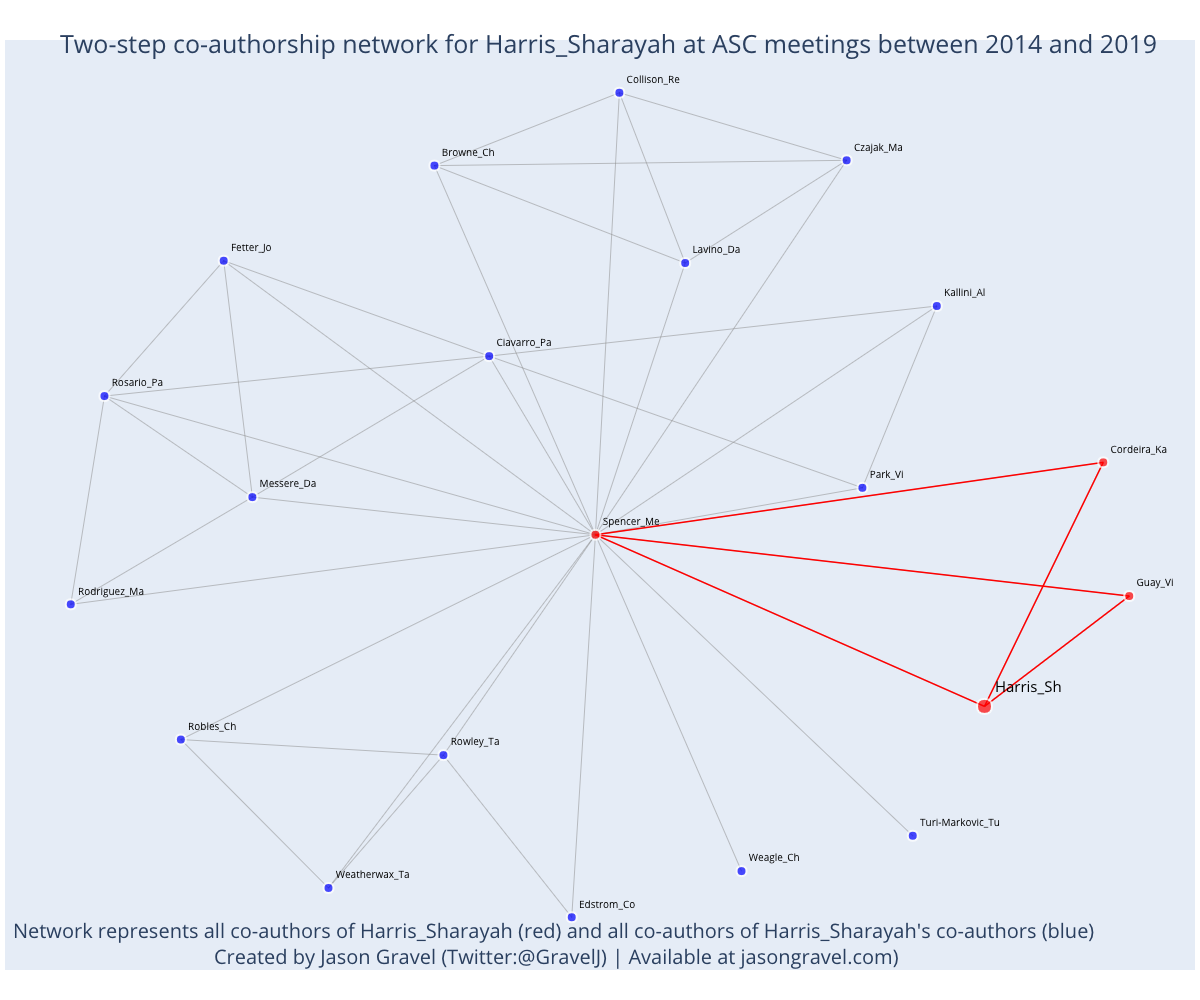 Two-step co-authorship network for Harris_Sharayah at ASC meetings between 2014 and 2019
Collison_Re
Browne_Ch
Czajak_Ma
Fetter_Jo
Lavino_Da
Kallini_Al
Ciavarro_Pa
Rosario_Pa
Cordeira_Ka
Park_Vi
Messere_Da
Spencer_Me
Guay_Vi
Rodriguez_Ma
Harris_Sh
Robles_Ch
Rowley_Ta
Turi-Markovic_Tu
Weagle_Ch
Weatherwax_Ta
Edstrom_Co
Network represents all co-authors of Harris_Sharayah (red) and all co-authors of Harris_Sharayah's co-authors (blue)
Created by Jason Gravel (Twitter:@GravelJ) | Available at jasongravel.com)